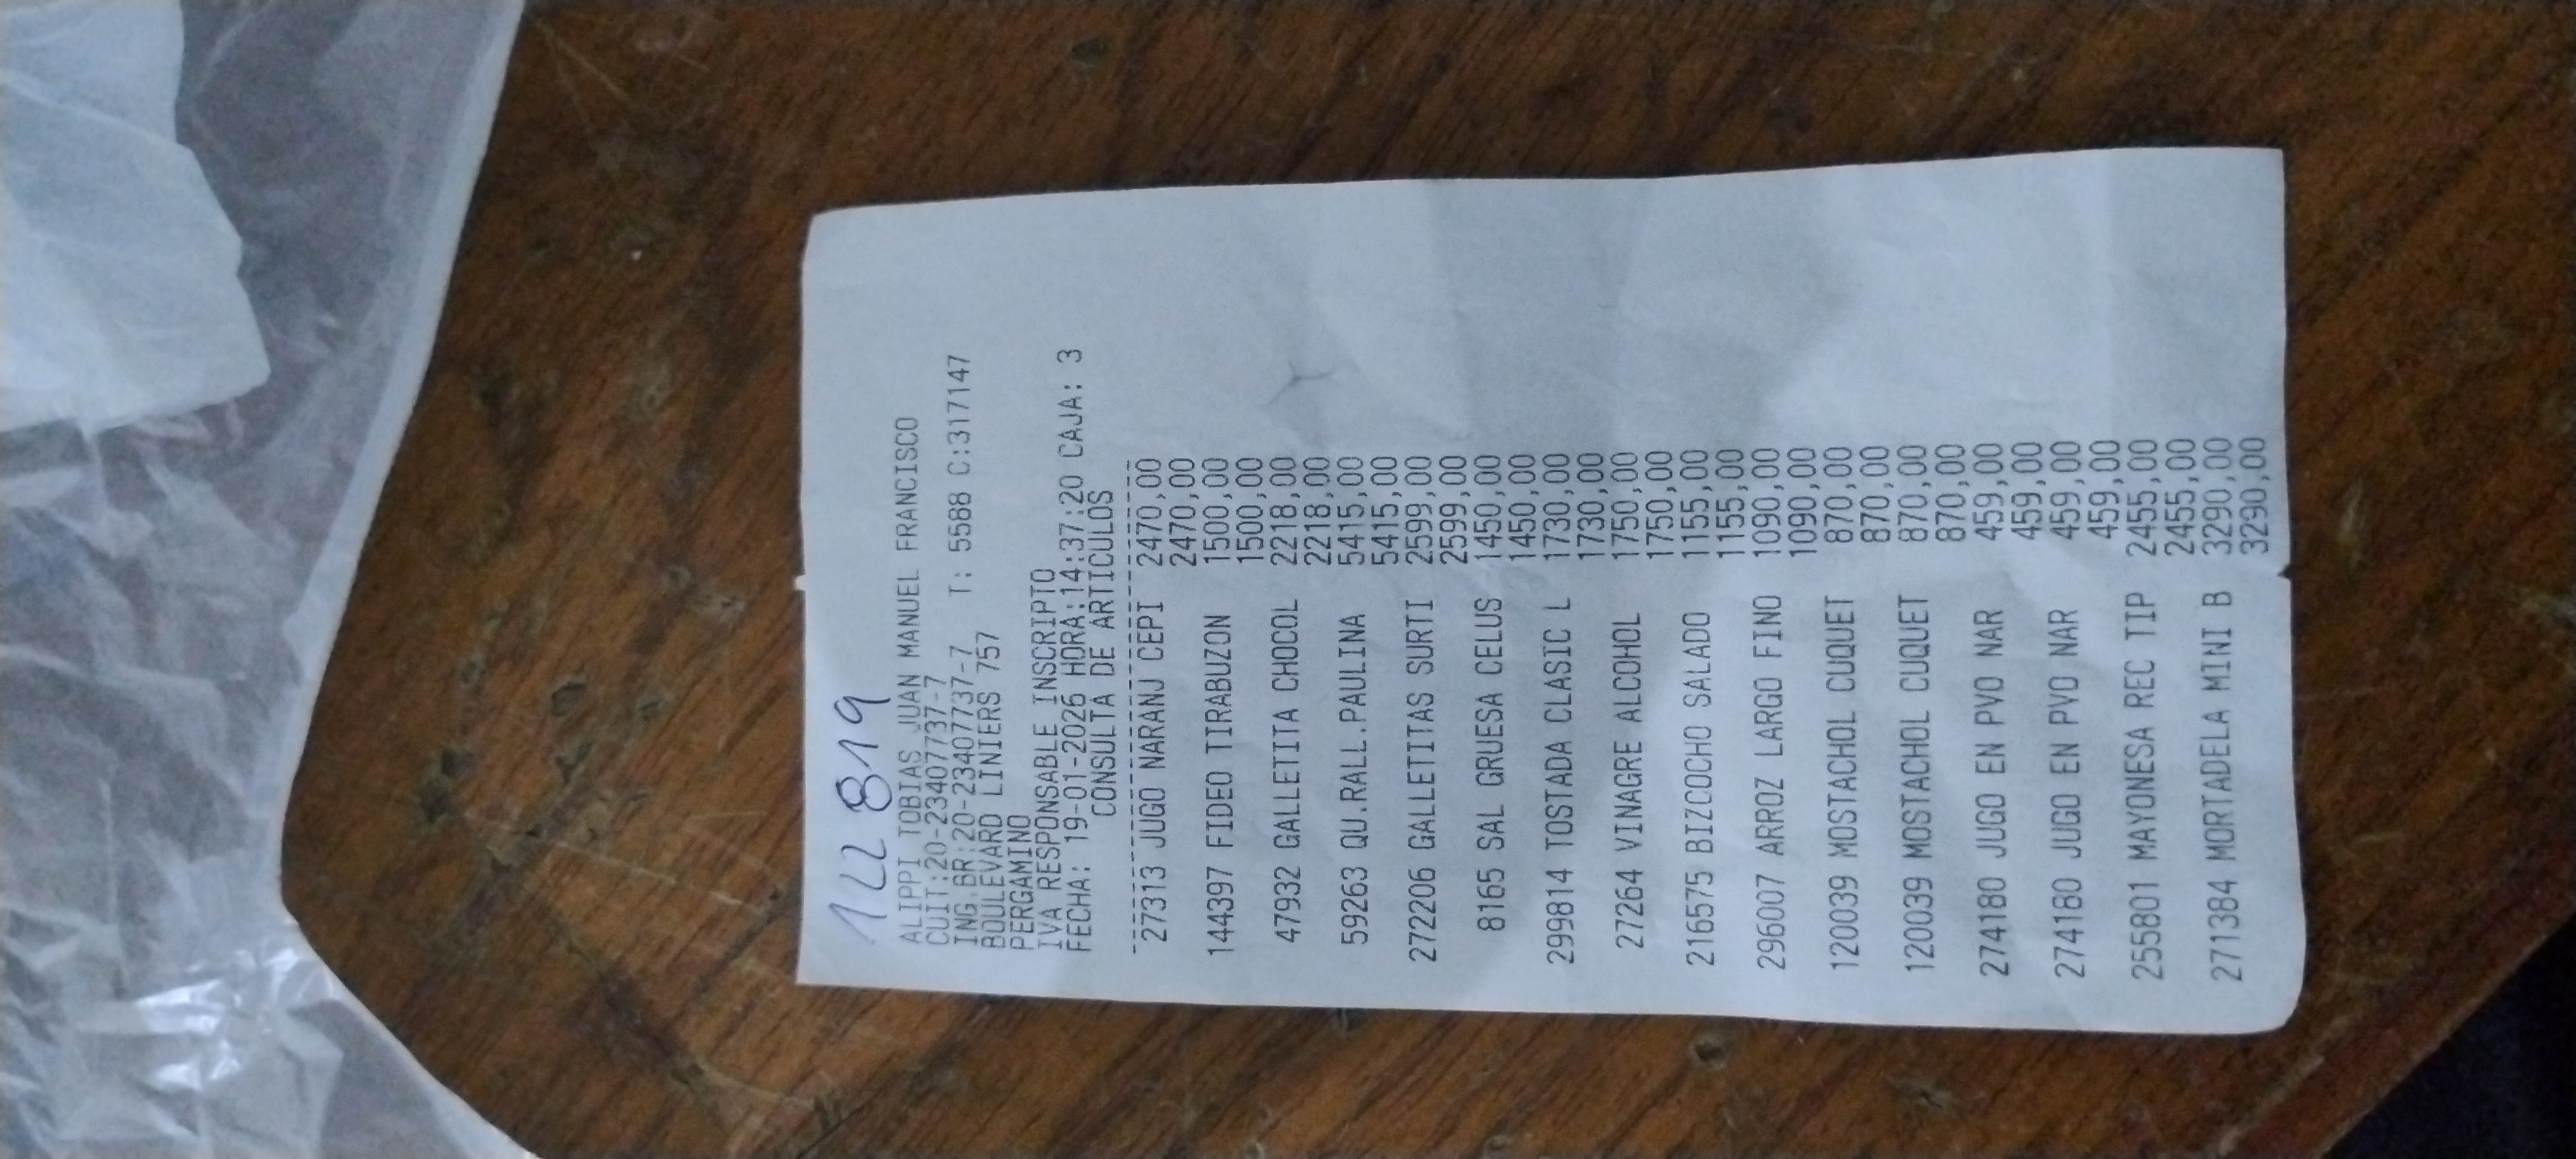 122819
ALIPPI TOBIAS JUAN MANUEL FRANCISCO
CUIT:20-23407737-7
ING.BR:20-23407737-7 T: 5588 C:317147
BOULEVARD LINIERS 757
PERGAMINO
IVA RESPONSABLE INSCRIPTO
FECHA: 19-01-2026 HORA:14:37:20 CAJA: 3
CONSULTA DE ARTICULOS
27313 JUGO NARANJ CEPI 2470,00
2470,00
144397 FIDEO TIRABUZON 1500,00
1500,00
47932 GALLETITA CHOCOL 2218,00
2218,00
59263 QU.RALL.PAULINA 5415,00
5415,00
272206 GALLETITAS SURTI 2599,00
2599,00
8165 SAL GRUESA CELUS 1450,00
1450,00
299814 TOSTADA CLASIC L 1730,00
1730,00
27264 VINAGRE ALCOHOL 1750,00
1750,00
216575 BIZCOCHO SALADO 1155,00
1155,00
296007 ARROZ LARGO FINO 1090,00
1090,00
120039 MOSTACHOL CUQUET 870,00
870,00
120039 MOSTACHOL CUQUET 870,00
870,00
274180 JUGO EN PVO NAR 459,00
459,00
274180 JUGO EN PVO NAR 459,00
459,00
255801 MAYONESA REC TIP 2455,00
2455,00
271384 MORTADELA MINI B 3290,00
3290,00